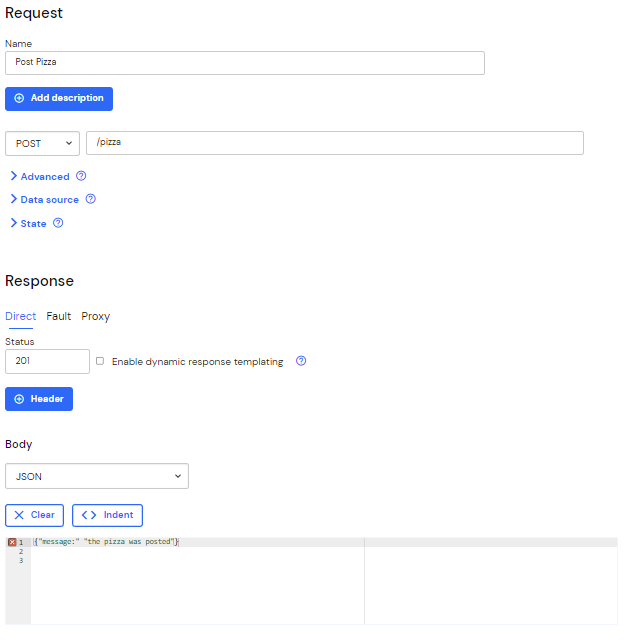 Request
Name
Post Pizza
Add description
POST /pizza
Advanced
Data source
State
Response
Direct Fault Proxy
Status
201 Enable dynamic response templating
Header
Body
JSON
Clear Indent
1 {"message:" "the pizza was posted"}
2
3